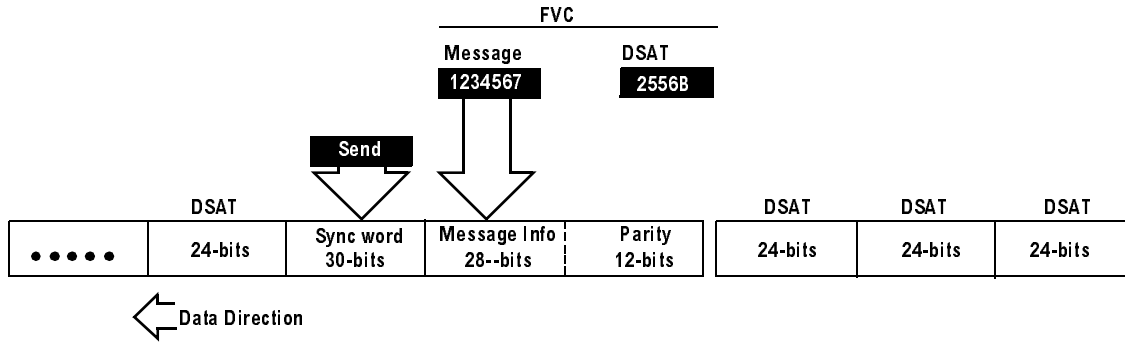 FVC
Message DSAT
1234567 2556B
Send
DSAT DSAT DSAT DSAT
24-bits Sync word 30-bits Message Info 28--bits Parity 12-bits 24-bits 24-bits 24-bits
Data Direction